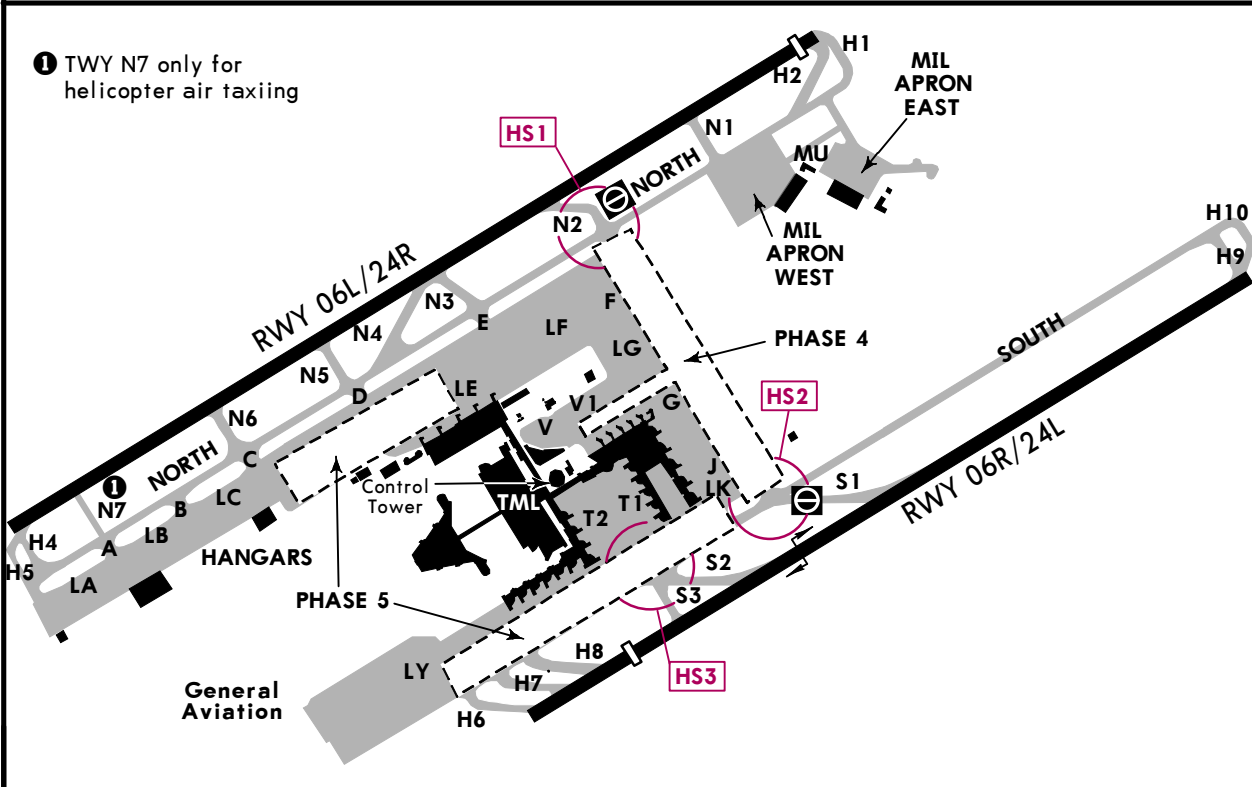 ❶ TWY N7 only for
helicopter air taxiing
H1
H2
MIL
APRON
EAST
HS1
N1
MU
NORTH
N2
MIL
APRON
WEST
H10
H9
RWY 06L/24R
N3
N4
E
F
LF
LG
PHASE 4
SOUTH
N5
D
LE
V1
V
G
HS2
N6
C
NORTH
❶
N7
B
LC
Control
Tower
TML
J
LK
S1
RWY 06R/24L
T1
T2
H4
A
LB
HANGARS
H5
LA
S2
S3
PHASE 5
H8
HS3
LY
H7
General
Aviation
H6